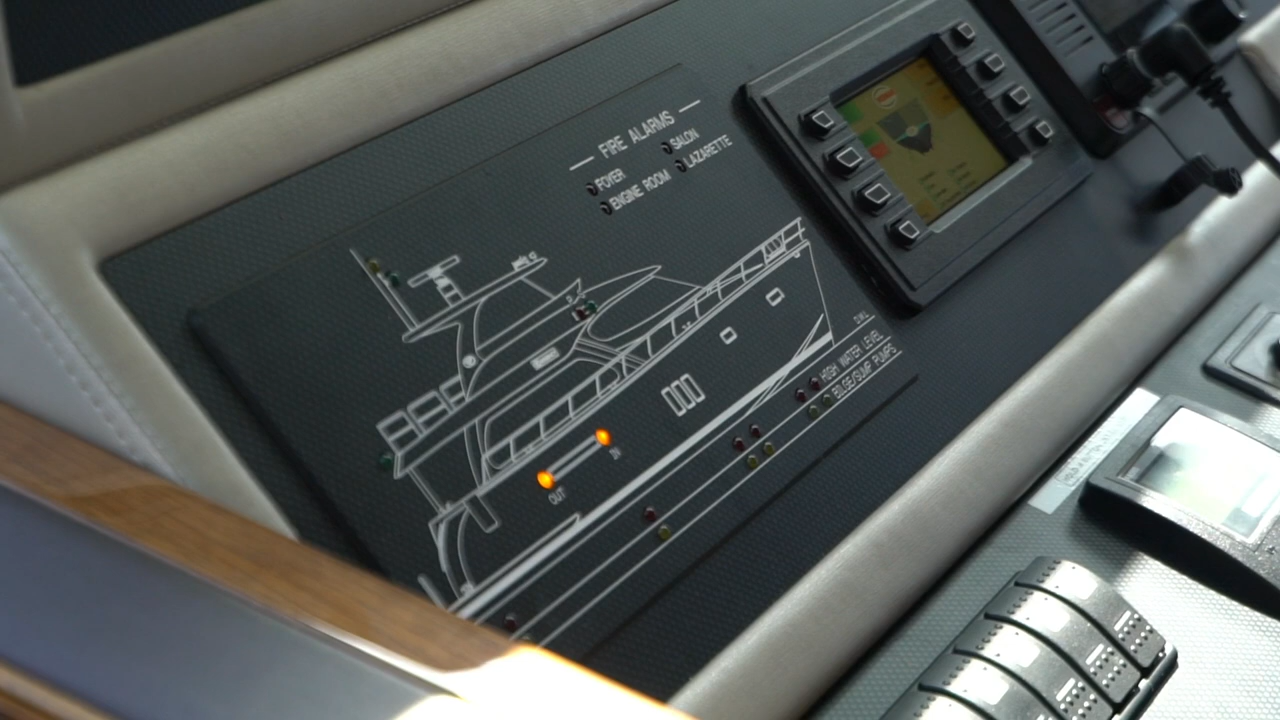 FIRE ALARMS
FOYER
SALON
ENGINE ROOM
LAZARETTE
D.W.L.
HIGH WATER LEVEL
BILGE/SUMP PUMPS
IN
OUT